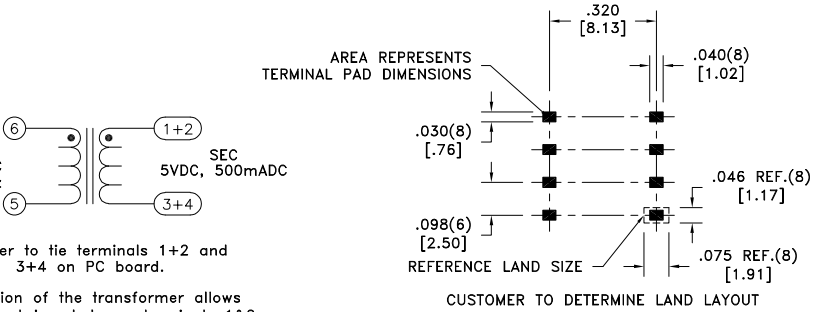 6
1+2
5
3+4
SEC
5VDC, 500mADC
er to tie terminals 1+2 and
3+4 on PC board.
ion of the transformer allows
.320
[8.13]
AREA REPRESENTS
TERMINAL PAD DIMENSIONS
.040(8)
[1.02]
.030(8)
[.76]
.046 REF.(8)
[1.17]
.098(6)
[2.50]
REFERENCE LAND SIZE
.075 REF.(8)
[1.91]
CUSTOMER TO DETERMINE LAND LAYOUT